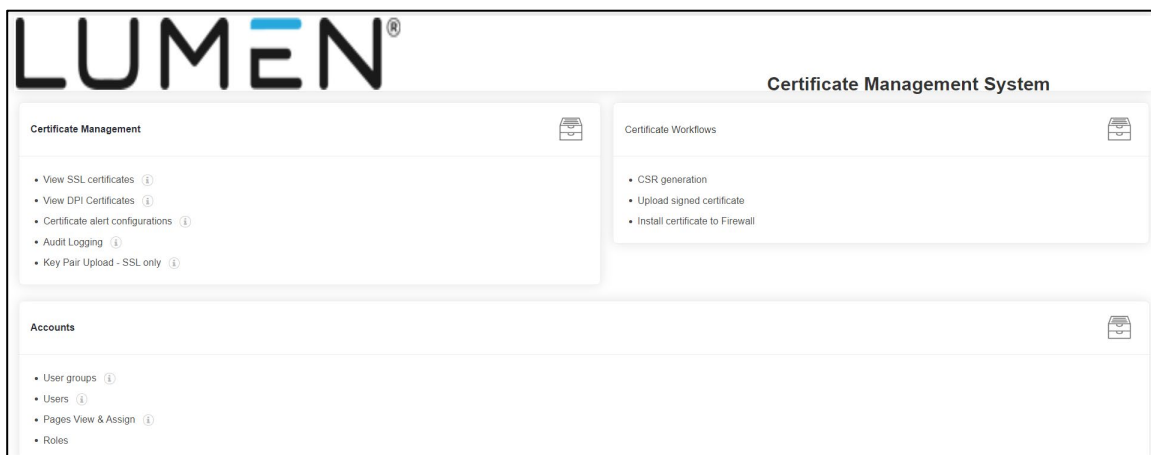 LUMEN®
Certificate Management System
Certificate Management
• View SSL certificates
• View DPI Certificates
• Certificate alert configurations
• Audit Logging
• Key Pair Upload - SSL only
Certificate Workflows
• CSR generation
• Upload signed certificate
• Install certificate to Firewall
Accounts
• User groups
• Users
• Pages View & Assign
• Roles